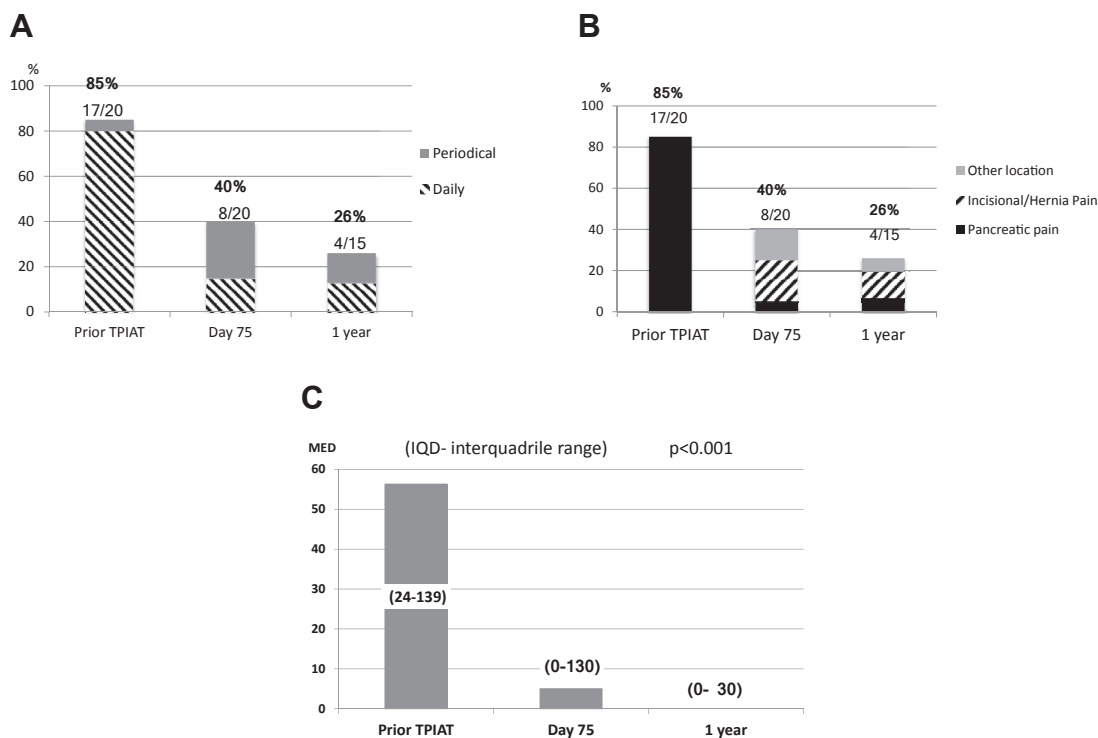 A
%
100
80
60
40
20
0
85%
17/20
40%
8/20
26%
4/15
Prior TPIAT
Day 75
1 year
Periodical
Daily
B
%
100
80
60
40
20
0
85%
17/20
40%
8/20
26%
4/15
Prior TPIAT
Day 75
1 year
Other location
Incisional/Hernia Pain
Pancreatic pain
C
MED
(IQD- interquadrile range)
p<0.001
60
50
40
30
20
10
0
(24-139)
(0-130)
(0- 30)
Prior TPIAT
Day 75
1 year